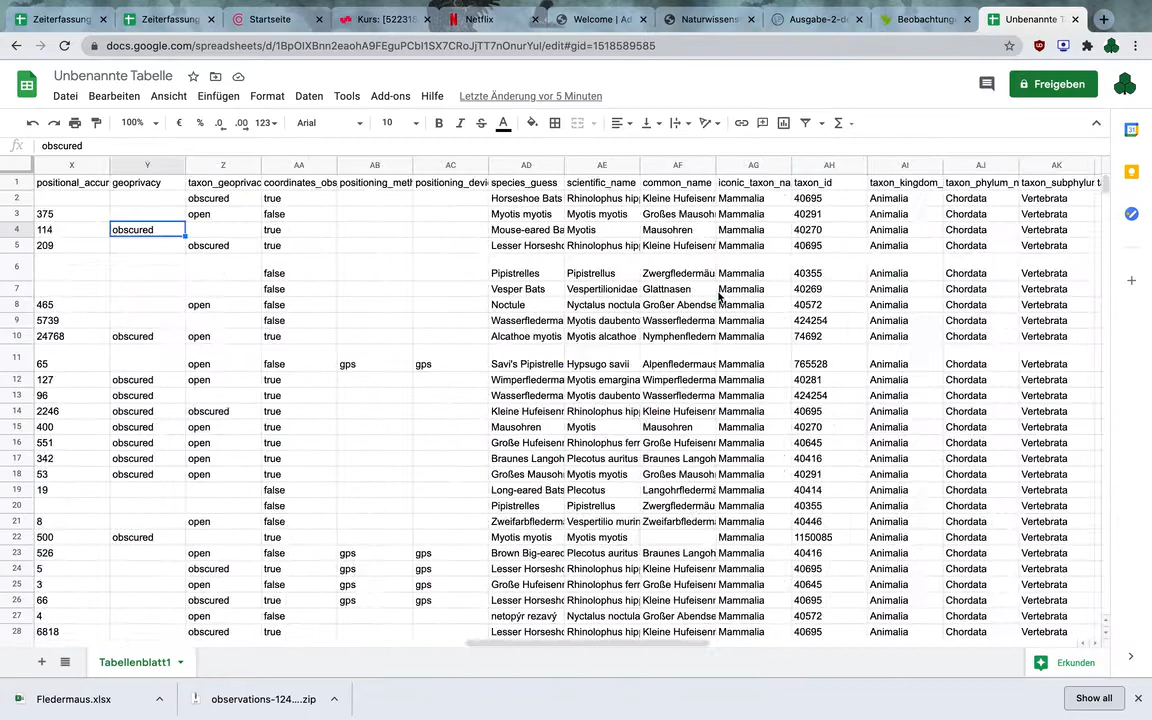 Zeiterfassung Zeiterfassung Startseite Kurs: [52231 Netflix Welcome | Ad Naturwissens Ausgabe-2-d Beobachtung Unbenannte T
docs.google.com/spreadsheets/d/1BpOIXBnn2eaohA9FEguPCbI1SX7CRoJjTT7nOnurYuI/edit#gid=1518589585
Unbenannte Tabelle
Datei Bearbeiten Ansicht Einfügen Format Daten Tools Add-ons Hilfe Letzte Änderung vor 5 Minuten Freigeben
100% € % .0 .00 123 Arial 10 B I S A
fx obscured
X Y Z AA AB AC AD AE AF AG AH AI AJ AK
1 positional_accur geoprivacy taxon_geoprivac coordinates_obs positioning_met positioning_devi species_guess scientific_name common_name iconic_taxon_na taxon_id taxon_kingdom_ taxon_phylum_n taxon_subphylur
2 obscured true Horseshoe Bats Rhinolophus hip Kleine Hufeisenr Mammalia 40695 Animalia Chordata Vertebrata
3 375 open false Myotis myotis Myotis myotis Großes Mausoh Mammalia 40291 Animalia Chordata Vertebrata
4 114 obscured true Mouse-eared Ba Myotis Mausohren Mammalia 40270 Animalia Chordata Vertebrata
5 209 obscured true Lesser Horsesho Rhinolophus hip Kleine Hufeisenr Mammalia 40695 Animalia Chordata Vertebrata
6 false Pipistrelles Pipistrellus Zwergfledermäu Mammalia 40355 Animalia Chordata Vertebrata
7 false Vesper Bats Vespertilionidae Glattnasen Mammalia 40269 Animalia Chordata Vertebrata
8 465 open false Noctule Nyctalus noctula Großer Abendse Mammalia 40572 Animalia Chordata Vertebrata
9 5739 false Wasserflederma Myotis daubento Wasserflederma Mammalia 424254 Animalia Chordata Vertebrata
10 24768 obscured open true Alcathoe myotis Myotis alcathoe Nymphenflederm Mammalia 74692 Animalia Chordata Vertebrata
11 65 open false gps gps Savi's Pipistrelle Hypsugo savii Alpenfledermaus Mammalia 765528 Animalia Chordata Vertebrata
12 127 obscured open true Wimperflederma Myotis emargina Wimperflederma Mammalia 40281 Animalia Chordata Vertebrata
13 96 obscured true Wasserflederma Myotis daubento Wasserflederma Mammalia 424254 Animalia Chordata Vertebrata
14 2246 obscured obscured true Kleine Hufeisenr Rhinolophus hip Kleine Hufeisenr Mammalia 40695 Animalia Chordata Vertebrata
15 400 obscured open true Mausohren Myotis Mausohren Mammalia 40270 Animalia Chordata Vertebrata
16 551 obscured open true Große Hufeisenr Rhinolophus ferr Große Hufeisenr Mammalia 40645 Animalia Chordata Vertebrata
17 342 obscured open true Braunes Langoh Plecotus auritus Braunes Langoh Mammalia 40416 Animalia Chordata Vertebrata
18 53 obscured open true Großes Mausoh Myotis myotis Großes Mausoh Mammalia 40291 Animalia Chordata Vertebrata
19 19 false Long-eared Bats Plecotus Langohrflederma Mammalia 40414 Animalia Chordata Vertebrata
20 false Pipistrelles Pipistrellus Zwergfledermäu Mammalia 40355 Animalia Chordata Vertebrata
21 8 open false Zweifarbflederm Vespertilio murin Zweifarbflederma Mammalia 40446 Animalia Chordata Vertebrata
22 500 obscured true Myotis myotis Myotis myotis Mammalia 1150085 Animalia Chordata Vertebrata
23 526 open false gps gps Brown Big-eared Plecotus auritus Braunes Langoh Mammalia 40416 Animalia Chordata Vertebrata
24 5 obscured true gps gps Lesser Horsesho Rhinolophus hip Kleine Hufeisenr Mammalia 40695 Animalia Chordata Vertebrata
25 3 open false gps gps Große Hufeisenr Rhinolophus ferr Große Hufeisenr Mammalia 40645 Animalia Chordata Vertebrata
26 66 obscured true gps gps Lesser Horsesho Rhinolophus hip Kleine Hufeisenr Mammalia 40695 Animalia Chordata Vertebrata
27 4 open false netopýr rezavý Nyctalus noctula Großer Abendse Mammalia 40572 Animalia Chordata Vertebrata
28 6818 obscured true Lesser Horsesho Rhinolophus hip Kleine Hufeisenr Mammalia 40695 Animalia Chordata Vertebrata
Tabellenblatt1 Erkunden
Fledermaus.xlsx observations-124....zip Show all